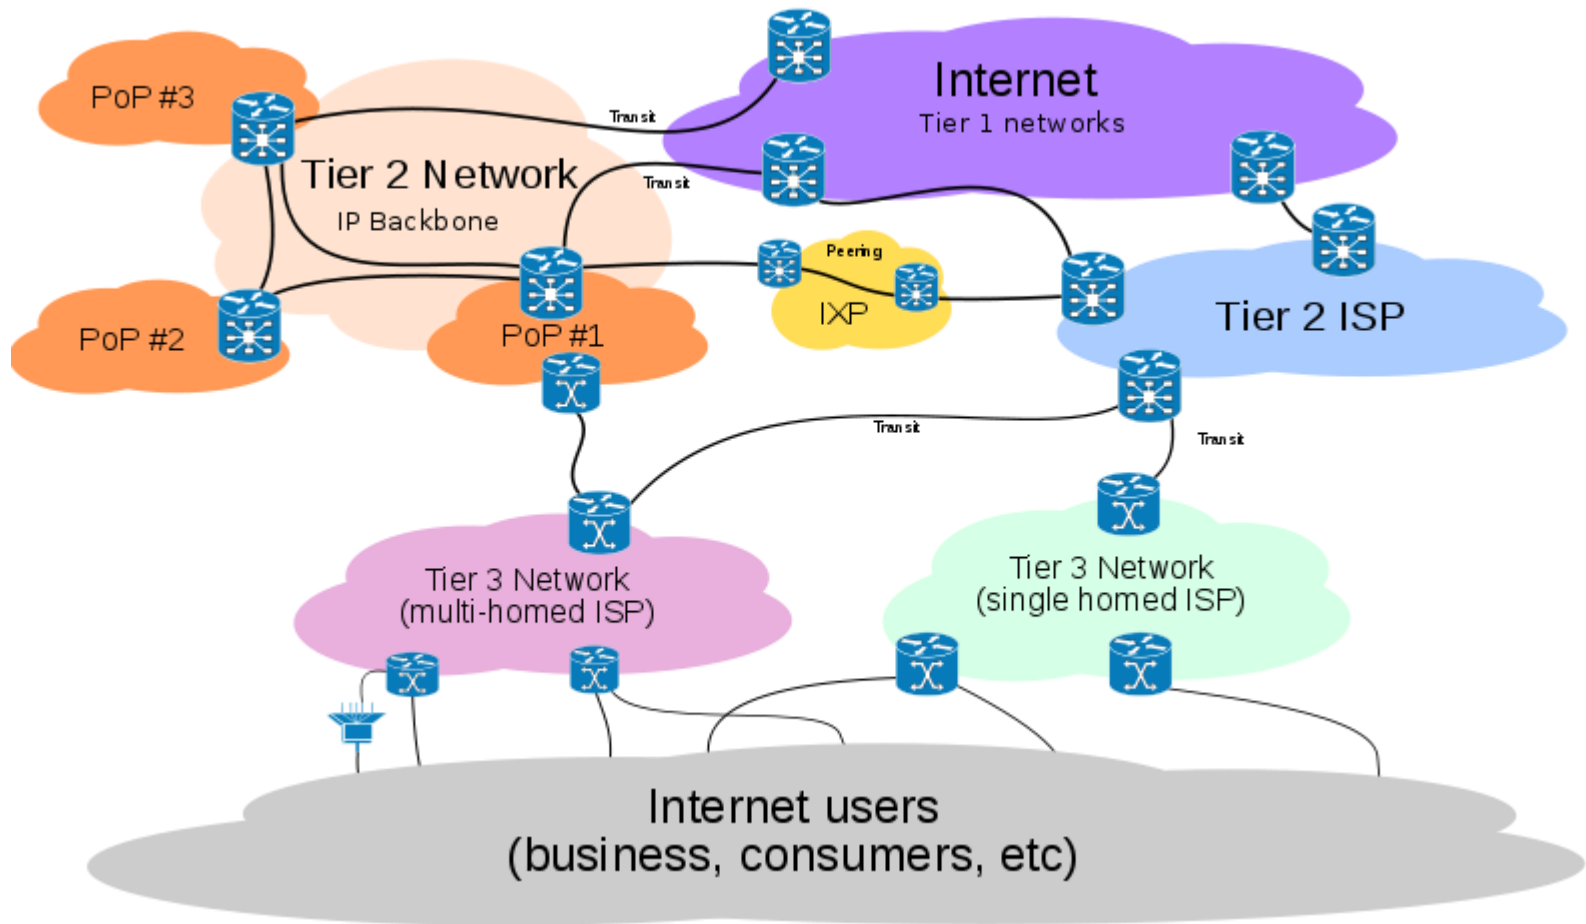 PoP #3
Transit
Internet
Tier 1 networks
Tier 2 Network
IP Backbone
Transit
Peering
IXP
Tier 2 ISP
PoP #2
PoP #1
Transit
Transit
Tier 3 Network
(multi-homed ISP)
Tier 3 Network
(single homed ISP)
Internet users
(business, consumers, etc)